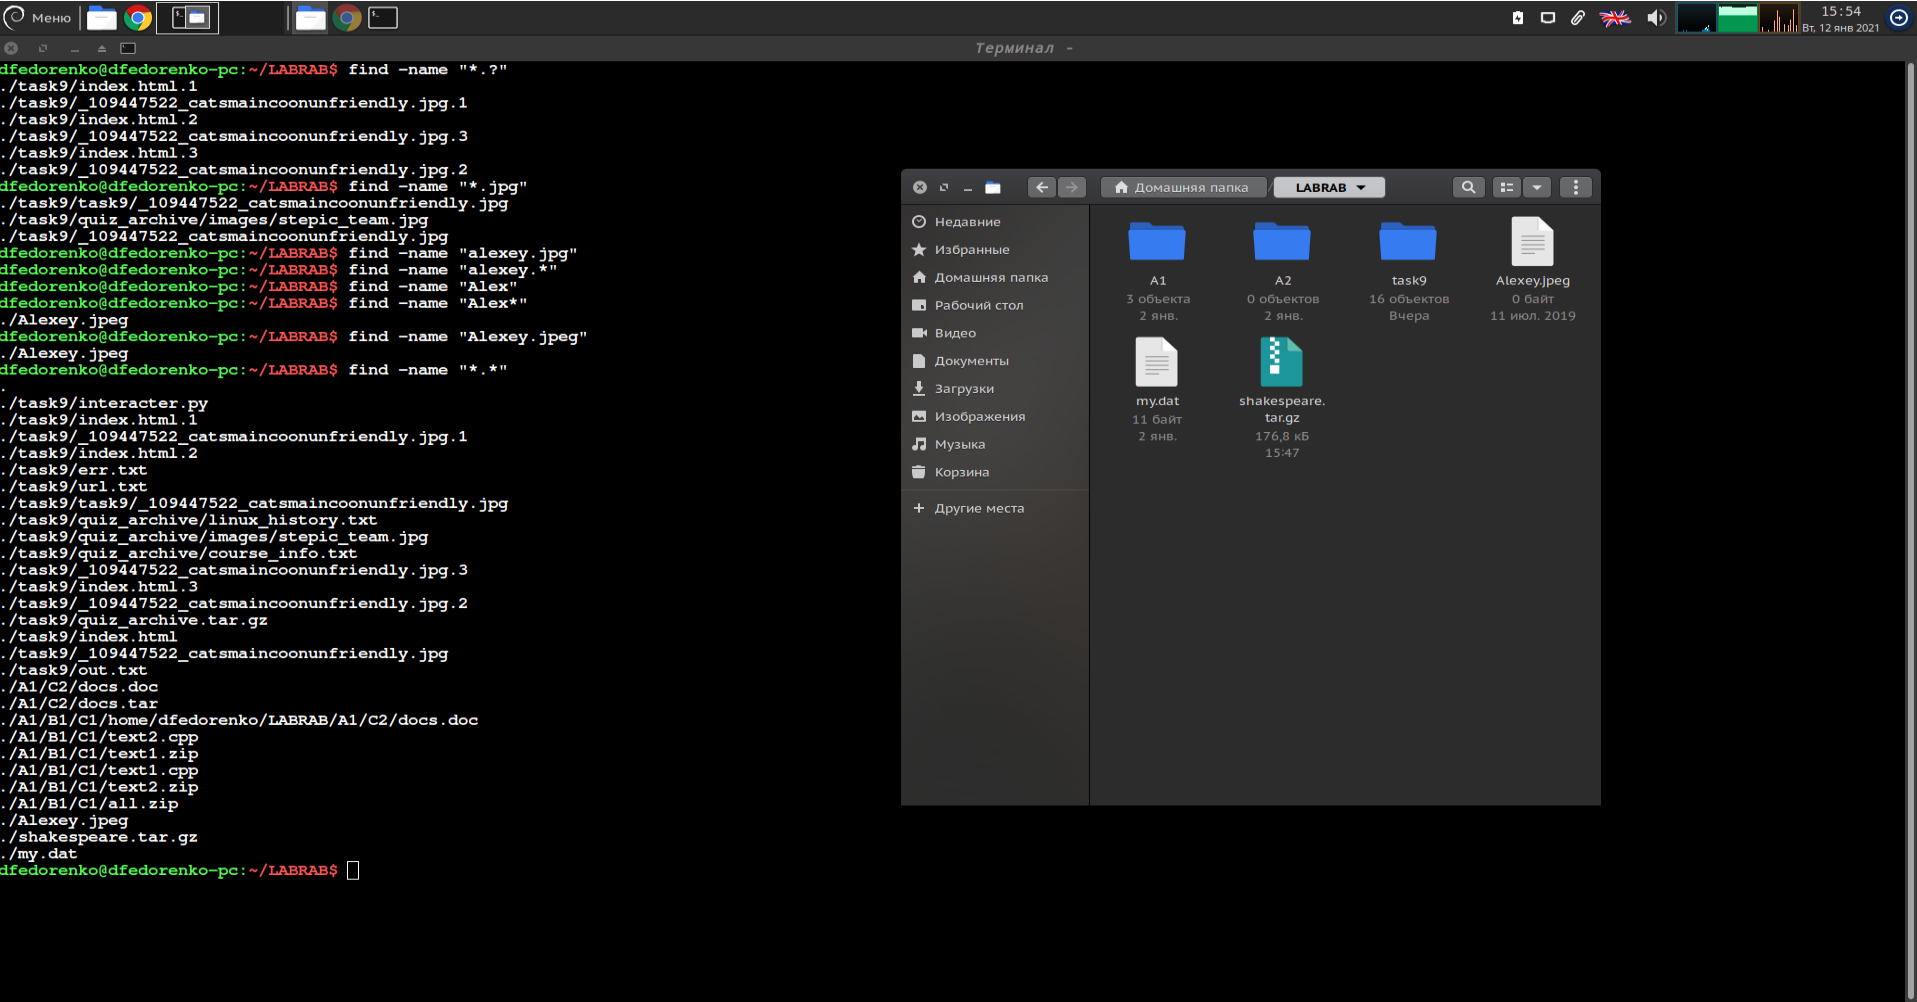 Меню
15:54
Вт, 12 янв 2021
Терминал -
dfedorenko@dfedorenko-pc:~/LABRAB$ find -name "*.?"
./task9/index.html.1
./task9/_109447522_catsmaincoonunfriendly.jpg.1
./task9/index.html.2
./task9/_109447522_catsmaincoonunfriendly.jpg.3
./task9/index.html.3
./task9/_109447522_catsmaincoonunfriendly.jpg.2
dfedorenko@dfedorenko-pc:~/LABRAB$ find -name "*.jpg"
./task9/task9/_109447522_catsmaincoonunfriendly.jpg
./task9/quiz_archive/images/stepic_team.jpg
./task9/_109447522_catsmaincoonunfriendly.jpg
dfedorenko@dfedorenko-pc:~/LABRAB$ find -name "alexey.jpg"
dfedorenko@dfedorenko-pc:~/LABRAB$ find -name "alexey.*"
dfedorenko@dfedorenko-pc:~/LABRAB$ find -name "Alex"
dfedorenko@dfedorenko-pc:~/LABRAB$ find -name "Alex*"
./Alexey.jpeg
dfedorenko@dfedorenko-pc:~/LABRAB$ find -name "Alexey.jpeg"
./Alexey.jpeg
dfedorenko@dfedorenko-pc:~/LABRAB$ find -name "*.*"
.
./task9/interacter.py
./task9/index.html.1
./task9/_109447522_catsmaincoonunfriendly.jpg.1
./task9/index.html.2
./task9/err.txt
./task9/url.txt
./task9/task9/_109447522_catsmaincoonunfriendly.jpg
./task9/quiz_archive/linux_history.txt
./task9/quiz_archive/images/stepic_team.jpg
./task9/quiz_archive/course_info.txt
./task9/_109447522_catsmaincoonunfriendly.jpg.3
./task9/index.html.3
./task9/_109447522_catsmaincoonunfriendly.jpg.2
./task9/quiz_archive.tar.gz
./task9/index.html
./task9/_109447522_catsmaincoonunfriendly.jpg
./task9/out.txt
./A1/C2/docs.doc
./A1/C2/docs.tar
./A1/B1/C1/home/dfedorenko/LABRAB/A1/C2/docs.doc
./A1/B1/C1/text2.cpp
./A1/B1/C1/text1.zip
./A1/B1/C1/text1.cpp
./A1/B1/C1/text2.zip
./A1/B1/C1/all.zip
./Alexey.jpeg
./shakespeare.tar.gz
./my.dat
dfedorenko@dfedorenko-pc:~/LABRAB$
Домашняя папка / LABRAB
Недавние
Избранные
Домашняя папка
Рабочий стол
Видео
Документы
Загрузки
Изображения
Музыка
Корзина
Другие места
A1
3 объекта
2 янв.
A2
0 объектов
2 янв.
task9
16 объектов
Вчера
Alexey.jpeg
0 байт
11 июл. 2019
my.dat
11 байт
2 янв.
shakespeare.
tar.gz
176,8 кБ
15:47